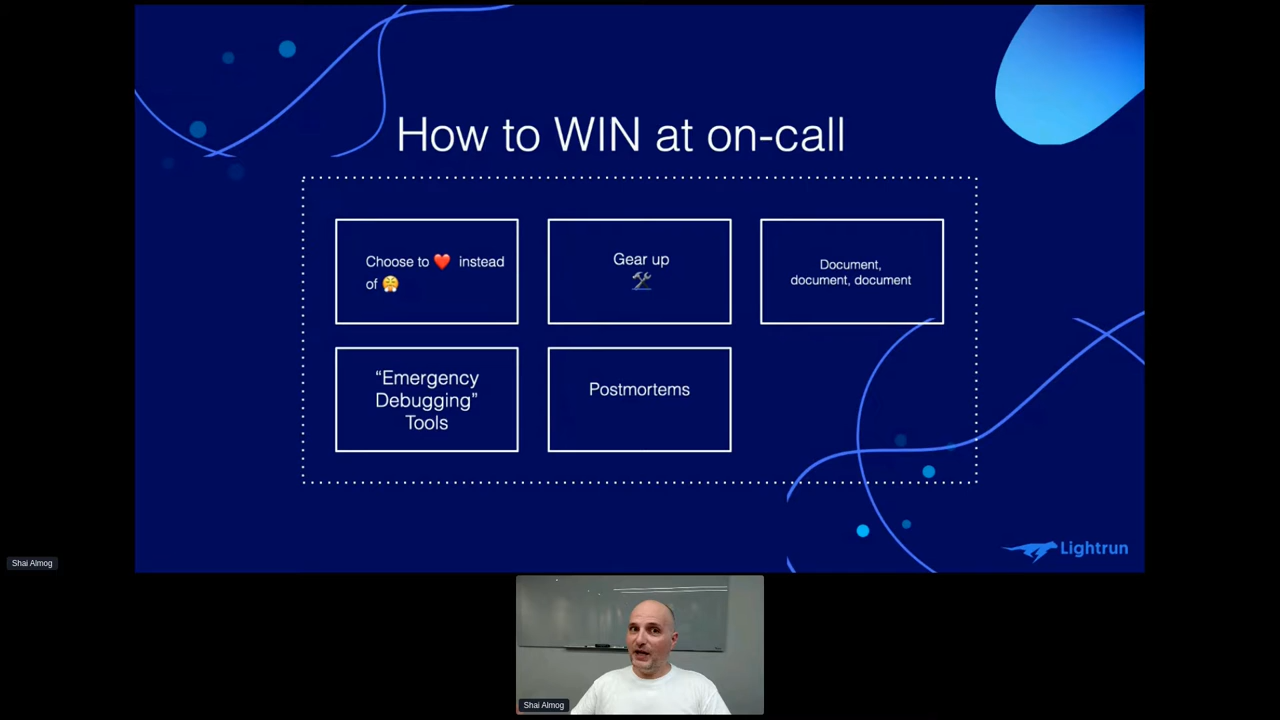 How to WIN at on-call
Choose to ❤️ instead
of 😤
Gear up
🛠️
Document,
document, document
“Emergency
Debugging”
Tools
Postmortems
Lightrun
Shai Almog
Shai Almog